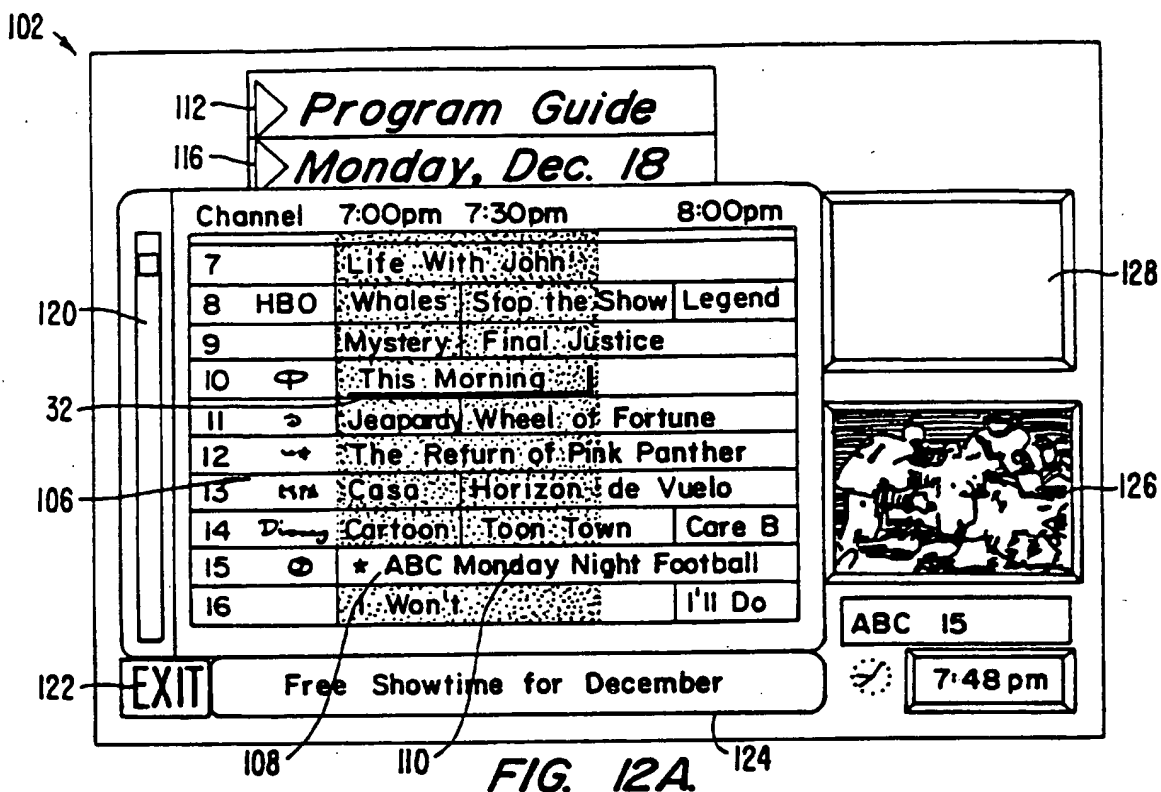 102
112 Program Guide
116 Monday, Dec. 18
Channel 7:00pm 7:30pm 8:00pm
7 Life With John
8 HBO Whales Stop the Show Legend
128
120
9 Mystery Final Justice
10 This Morning
32
11 Jeopardy Wheel of Fortune
12 The Return of Pink Panther
106
13 Casa Horizon de Vuelo
126
14 Disney Cartoon Toon Town Care B
15 * ABC Monday Night Football
16 I Won't I'll Do
ABC 15
122 EXIT Free Showtime for December
7:48 pm
108 110 124
FIG. 12A.